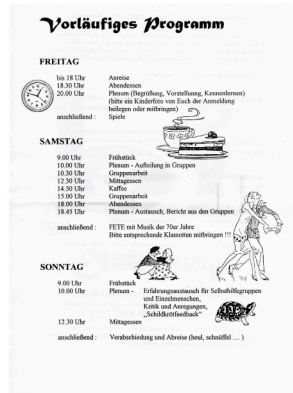 Vorläufiges Programm
FREITAG
bis 18 Uhr Anreise
18.30 Uhr Abendessen
20.00 Uhr Plenum (Begrüßung, Vorstellunng, Kennenlernen)
(bitte ein Kinderfoto von Euch der Anmeldung
beilegen oder mitbringen)
anschließend : Spiele
SAMSTAG
9.00 Uhr Frühstück
10.00 Uhr Plenum - Aufteilung in Gruppen
10.30 Uhr Gruppenarbeit
12.30 Uhr Mittagessen
14.30 Uhr Kaffee
15.00 Uhr Gruppenarbeit
18.00 Uhr Abendessen
18.45 Uhr Plenum - Austausch, Bericht aus den Gruppen
anschließend : FETE mit Musik der 70er Jahre
Bitte entsprechende Klamotten mitbringen !!!
SONNTAG
9.00 Uhr Frühstück
10.00 Uhr Plenum - Erfahrungsaustausch für Selbsthilfegruppen
und Einzelmenschen,
Kritik und Anregungen,
„Schildkrötfeedback“
12.30 Uhr Mittagessen
anschließend : Verabschiedung und Abreise (heul, schnüffel .... )